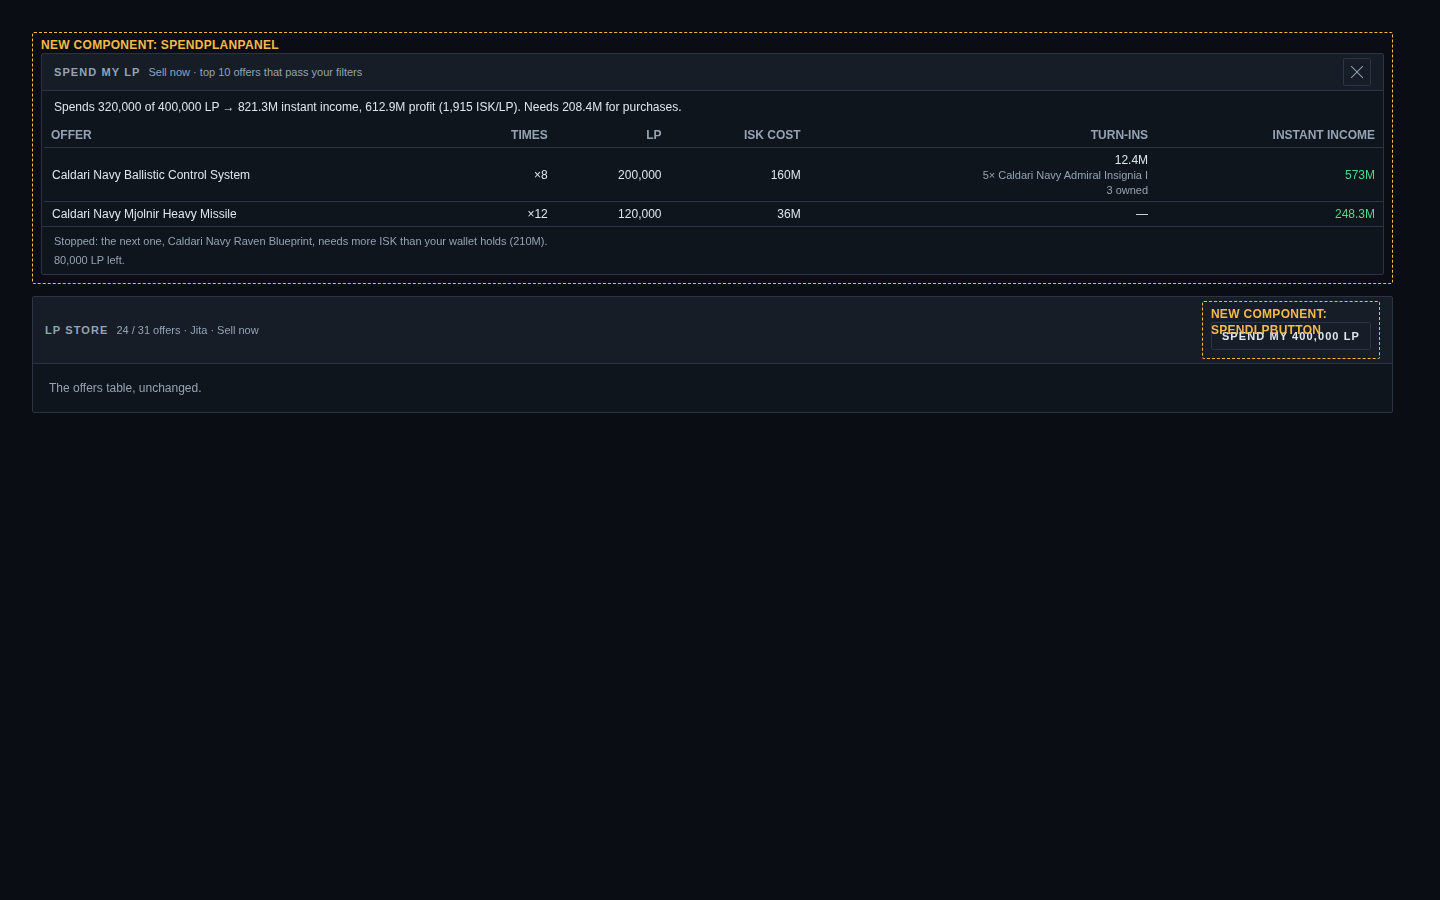 NEW COMPONENT: SPENDPLANPANEL
SPEND MY LP Sell now · top 10 offers that pass your filters
Spends 320,000 of 400,000 LP → 821.3M instant income, 612.9M profit (1,915 ISK/LP). Needs 208.4M for purchases.
OFFER TIMES LP ISK COST TURN-INS INSTANT INCOME
Caldari Navy Ballistic Control System ×8 200,000 160M 12.4M 573M
5× Caldari Navy Admiral Insignia I
3 owned
Caldari Navy Mjolnir Heavy Missile ×12 120,000 36M — 248.3M
Stopped: the next one, Caldari Navy Raven Blueprint, needs more ISK than your wallet holds (210M).
80,000 LP left.
LP STORE 24 / 31 offers · Jita · Sell now
NEW COMPONENT:
SPENDLPBUTTON
SPEND MY 400,000 LP
The offers table, unchanged.